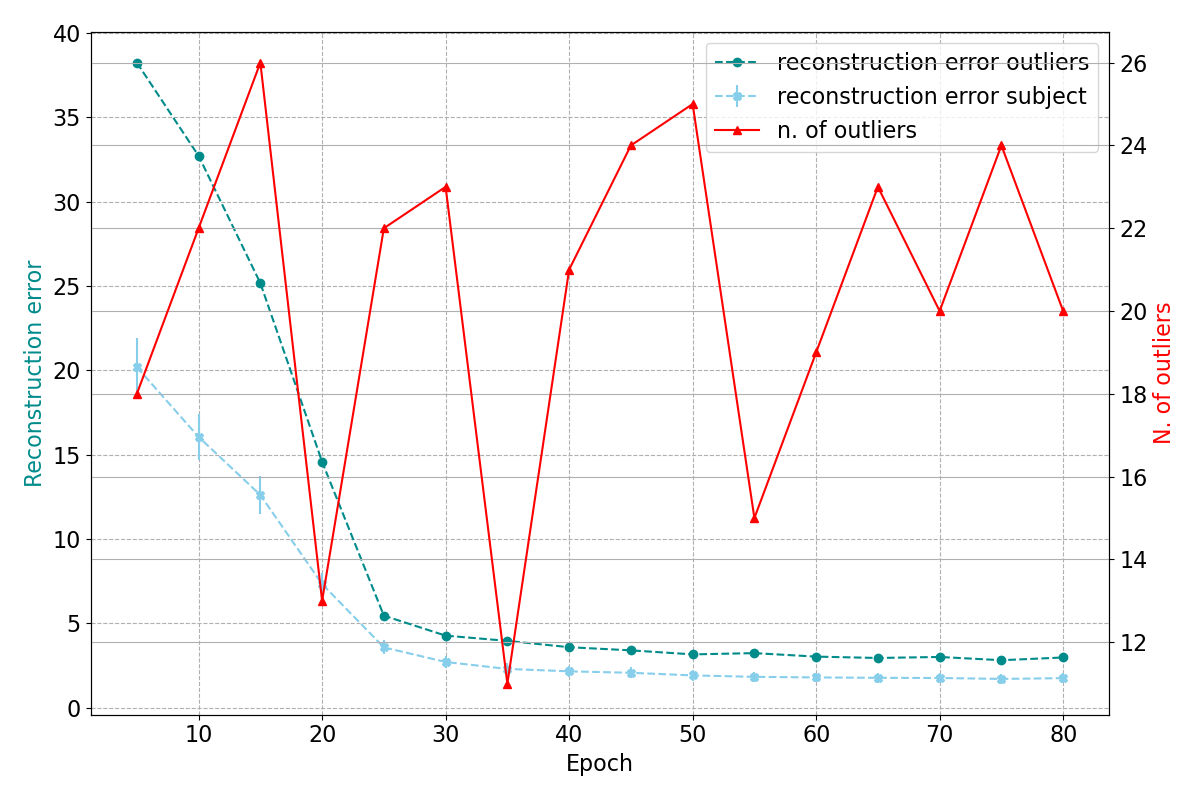 40
35
30
25
20
15
10
5
0
Reconstruction error
reconstruction error outliers
reconstruction error subject
n. of outliers
26
24
22
20
18
16
14
12
N. of outliers
10 20 30 40 50 60 70 80
Epoch